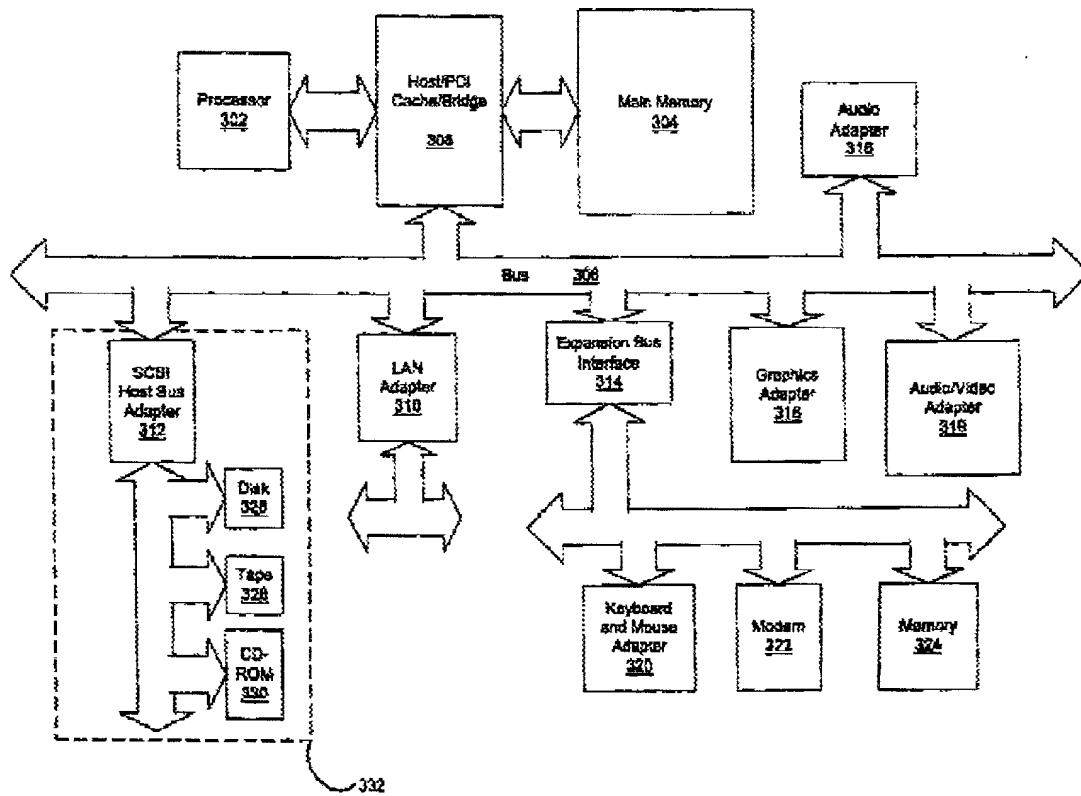 Processor
302
Host/PCI
Cache/Bridge
308
Main Memory
304
Audio
Adapter
316
Bus 306
SCSI
Host Bus
Adapter
312
LAN
Adapter
310
Expansion Bus
Interface
314
Graphics
Adapter
318
Audio/Video
Adapter
319
Disk
326
Tape
328
CD-
ROM
330
Keyboard
and Mouse
Adapter
320
Modem
322
Memory
324
332